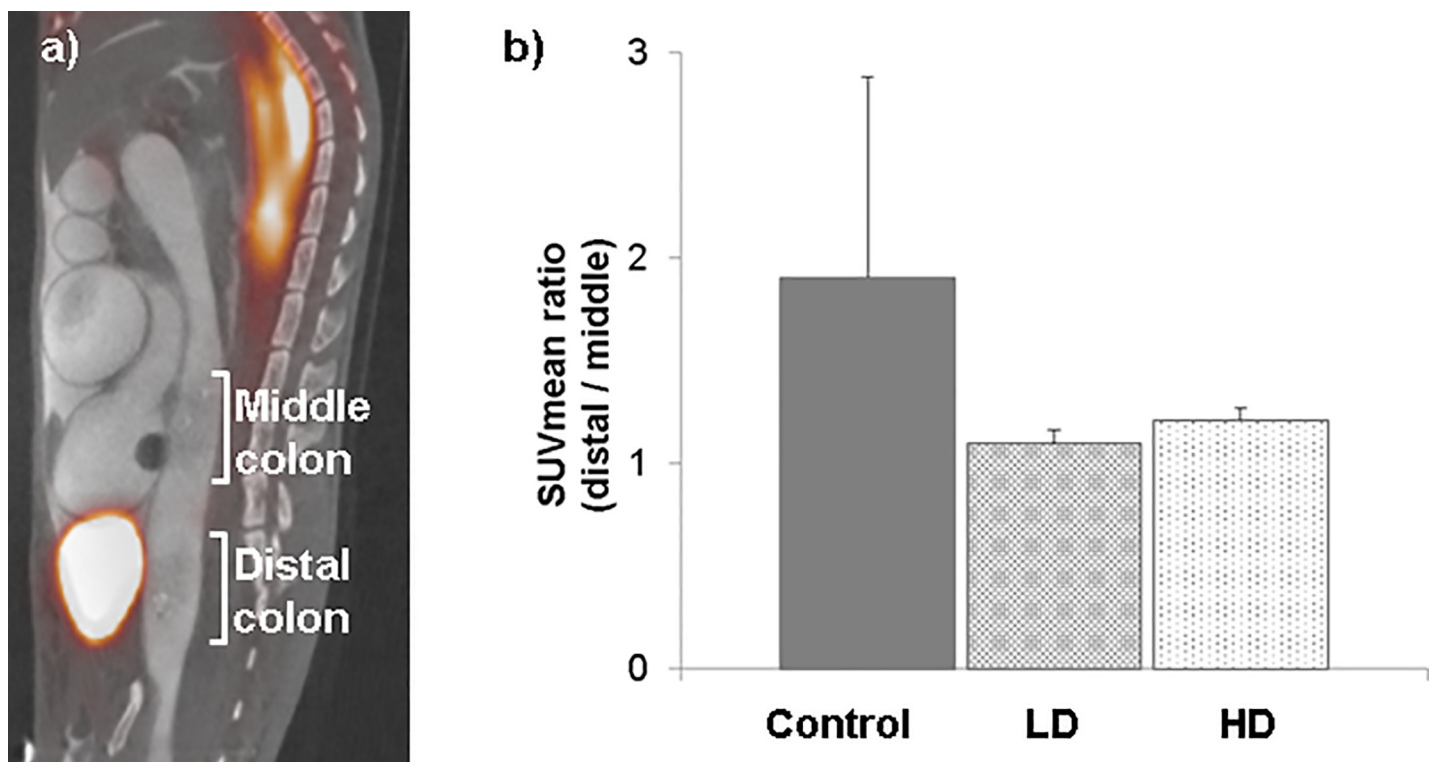 a)
Middle
colon
Distal
colon
b)
SUVmean ratio
(distal / middle)
3
2
1
0
Control LD HD